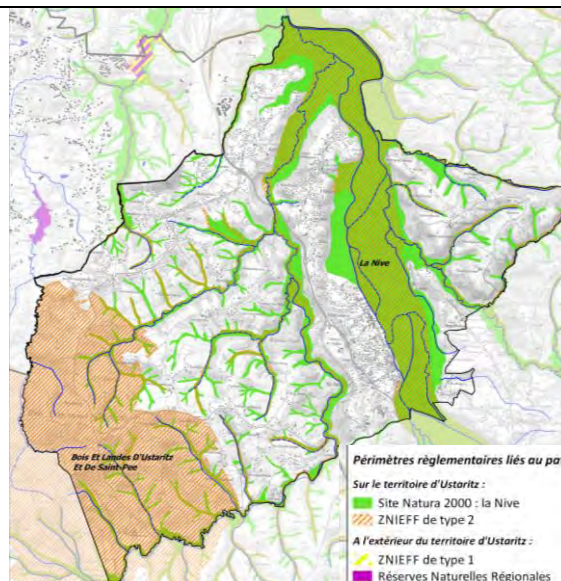 La Nive
Bois Et Landes D'Ustaritz
Et De Saint-Pee
Périmètres règlementaires liés au pa
Sur le territoire d'Ustaritz :
Site Natura 2000 : la Nive
ZNIEFF de type 2
A l'extérieur du territoire d'Ustaritz :
ZNIEFF de type 1
Réserves Naturelles Régionales